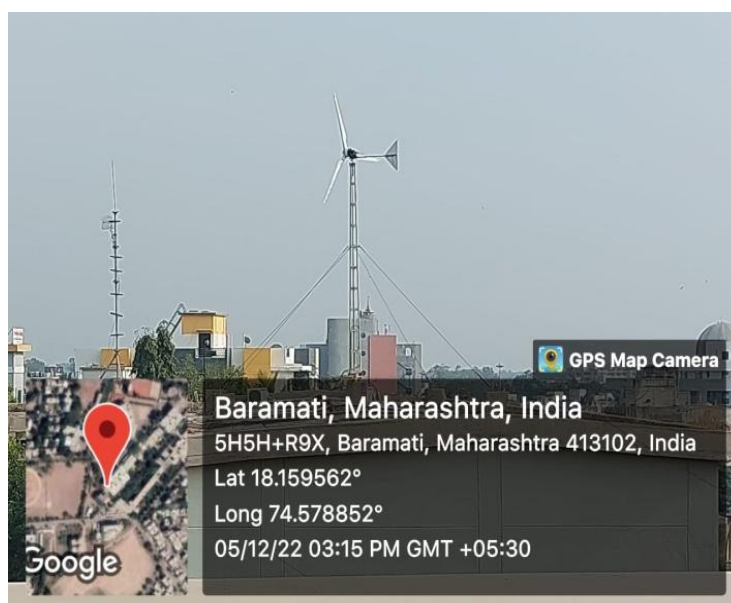 GPS Map Camera
Baramati, Maharashtra, India
5H5H+R9X, Baramati, Maharashtra 413102, India
Lat 18.159562°
Long 74.578852°
05/12/22 03:15 PM GMT +05:30
Google